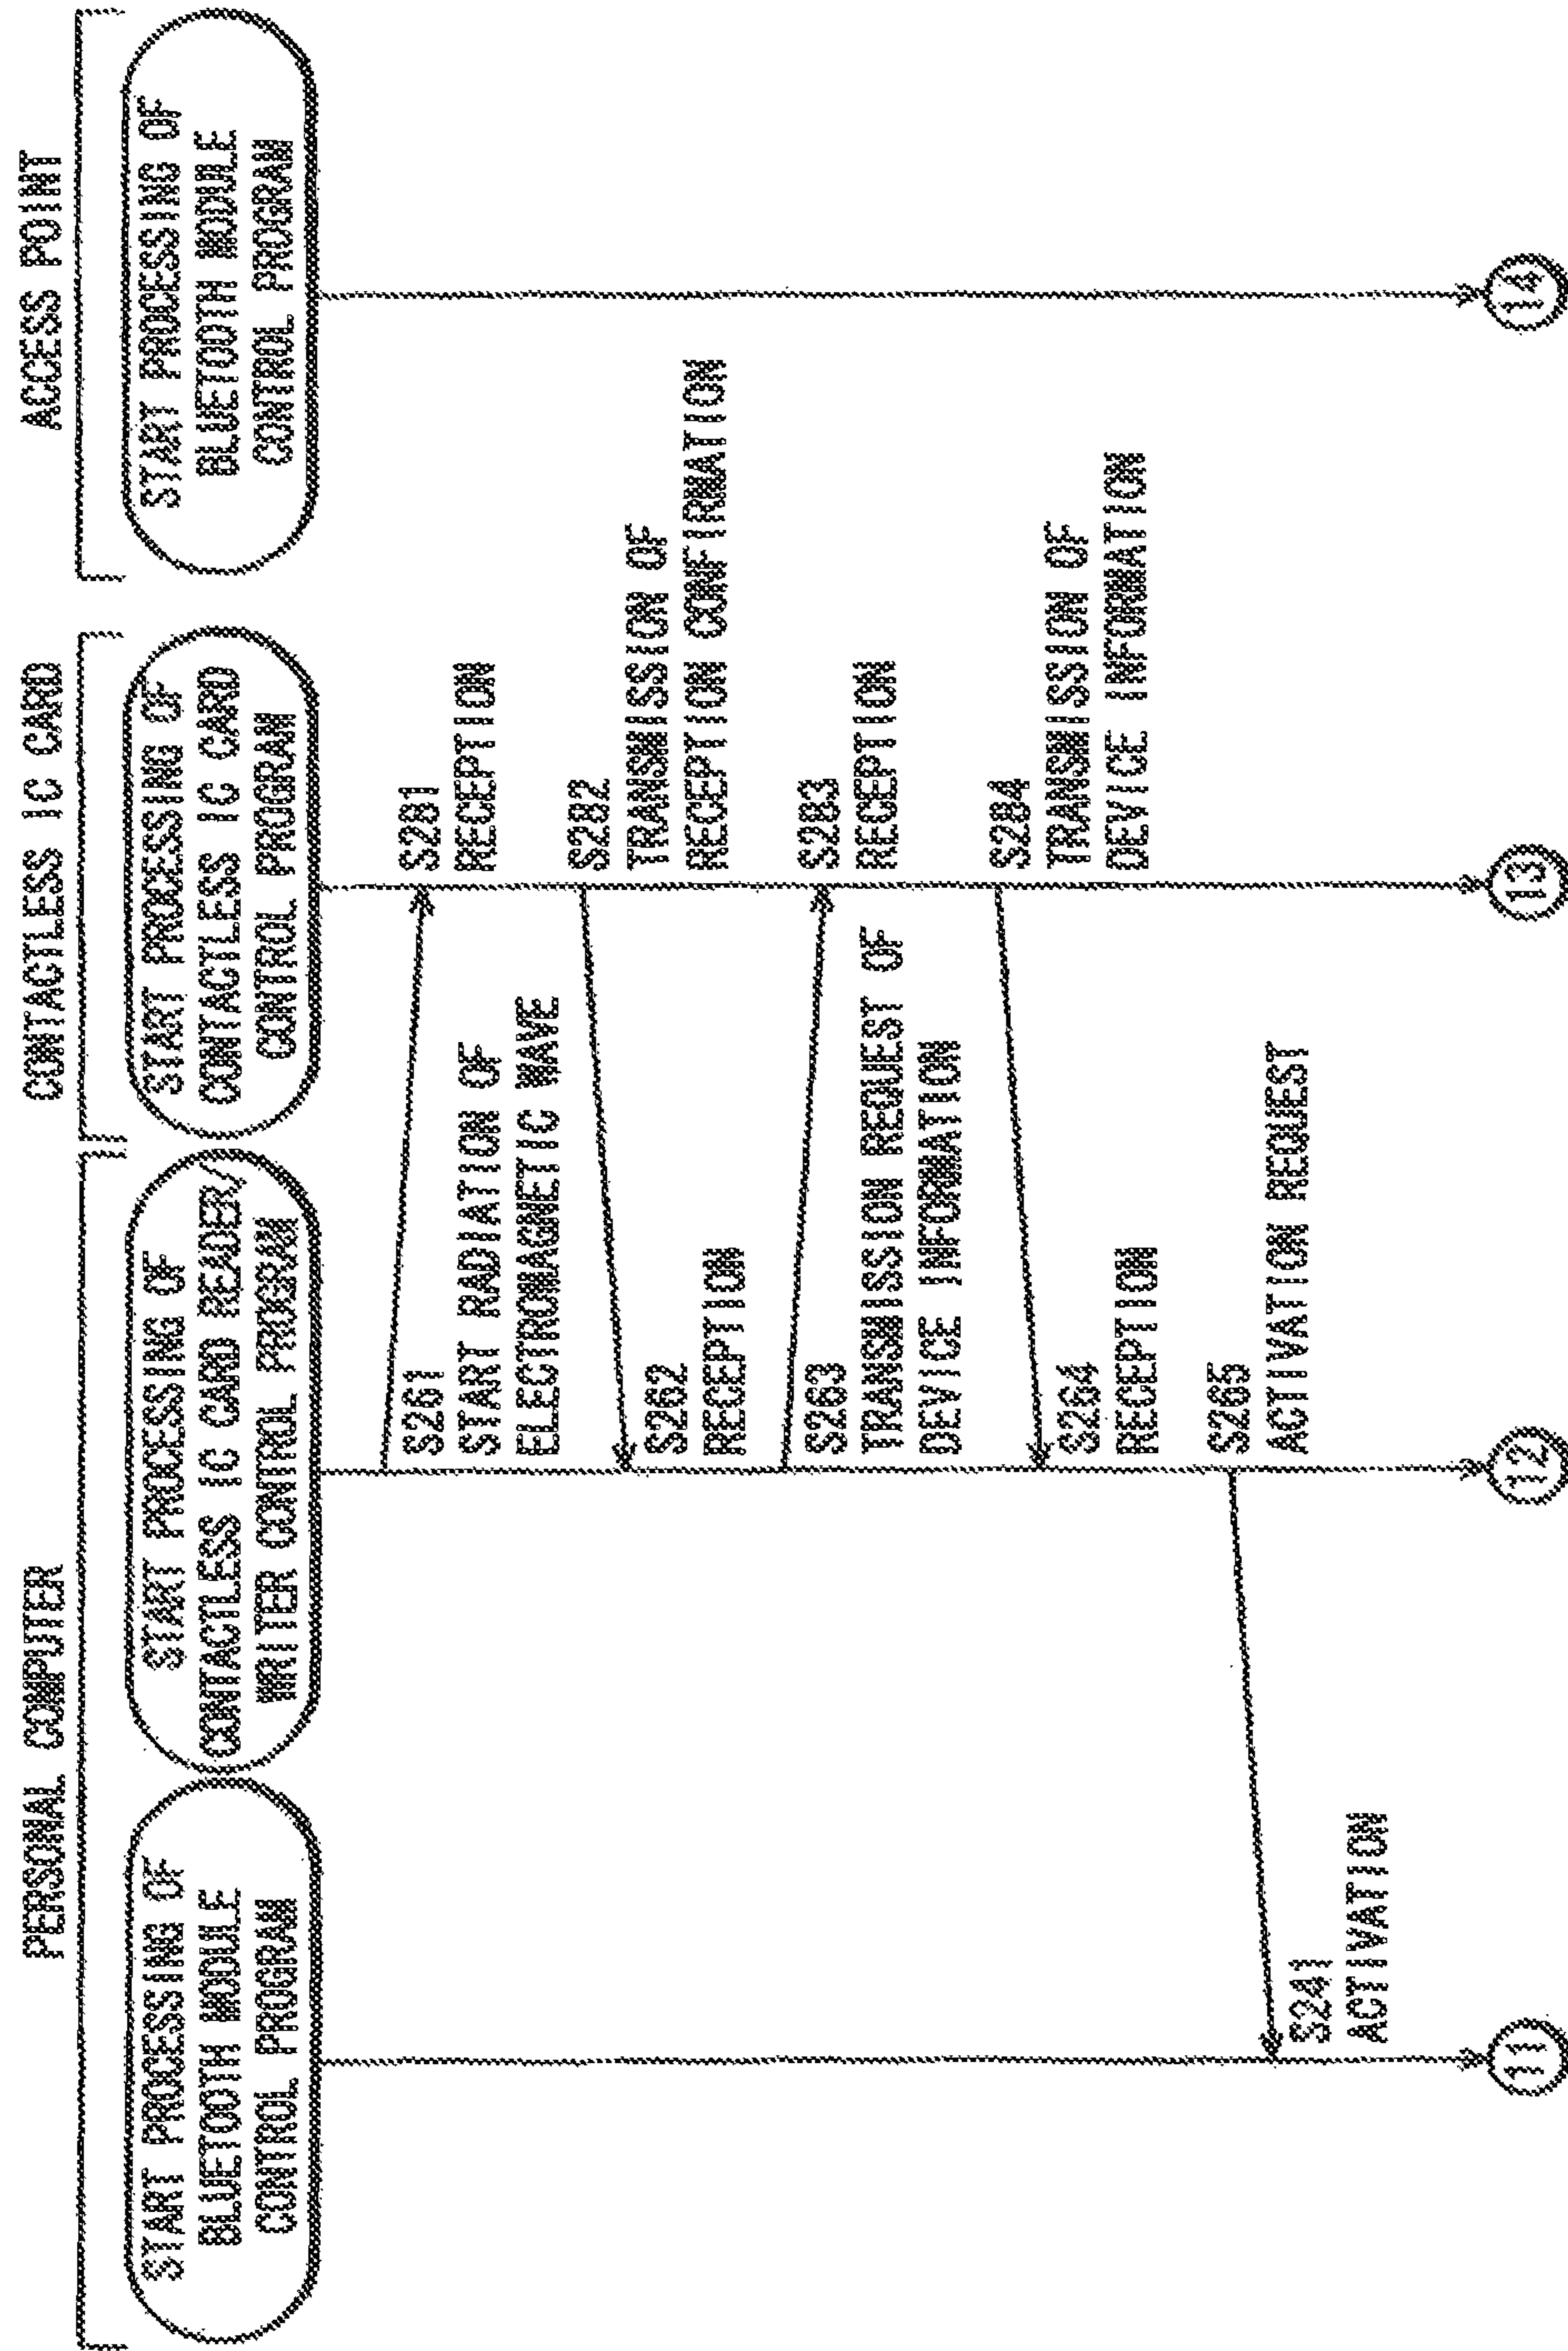 PERSONAL COMPUTER
CONTACTLESS IC CARD
ACCESS POINT
START PROCESSING OF
BLUETOOTH MODULE
CONTROL PROGRAM
START PROCESSING OF
CONTACTLESS IC CARD READER/
WRITER CONTROL PROGRAM
START PROCESSING OF
CONTACTLESS IC CARD
CONTROL PROGRAM
START PROCESSING OF
BLUETOOTH MODULE
CONTROL PROGRAM
S261
START RADIATION OF
ELECTROMAGNETIC WAVE
S281
RECEPTION
S282
TRANSMISSION OF
RECEPTION CONFIRMATION
S262
RECEPTION
S263
TRANSMISSION REQUEST OF
DEVICE INFORMATION
S283
RECEPTION
S284
TRANSMISSION OF
DEVICE INFORMATION
S264
RECEPTION
S265
ACTIVATION REQUEST
S241
ACTIVATION
11
12
13
14